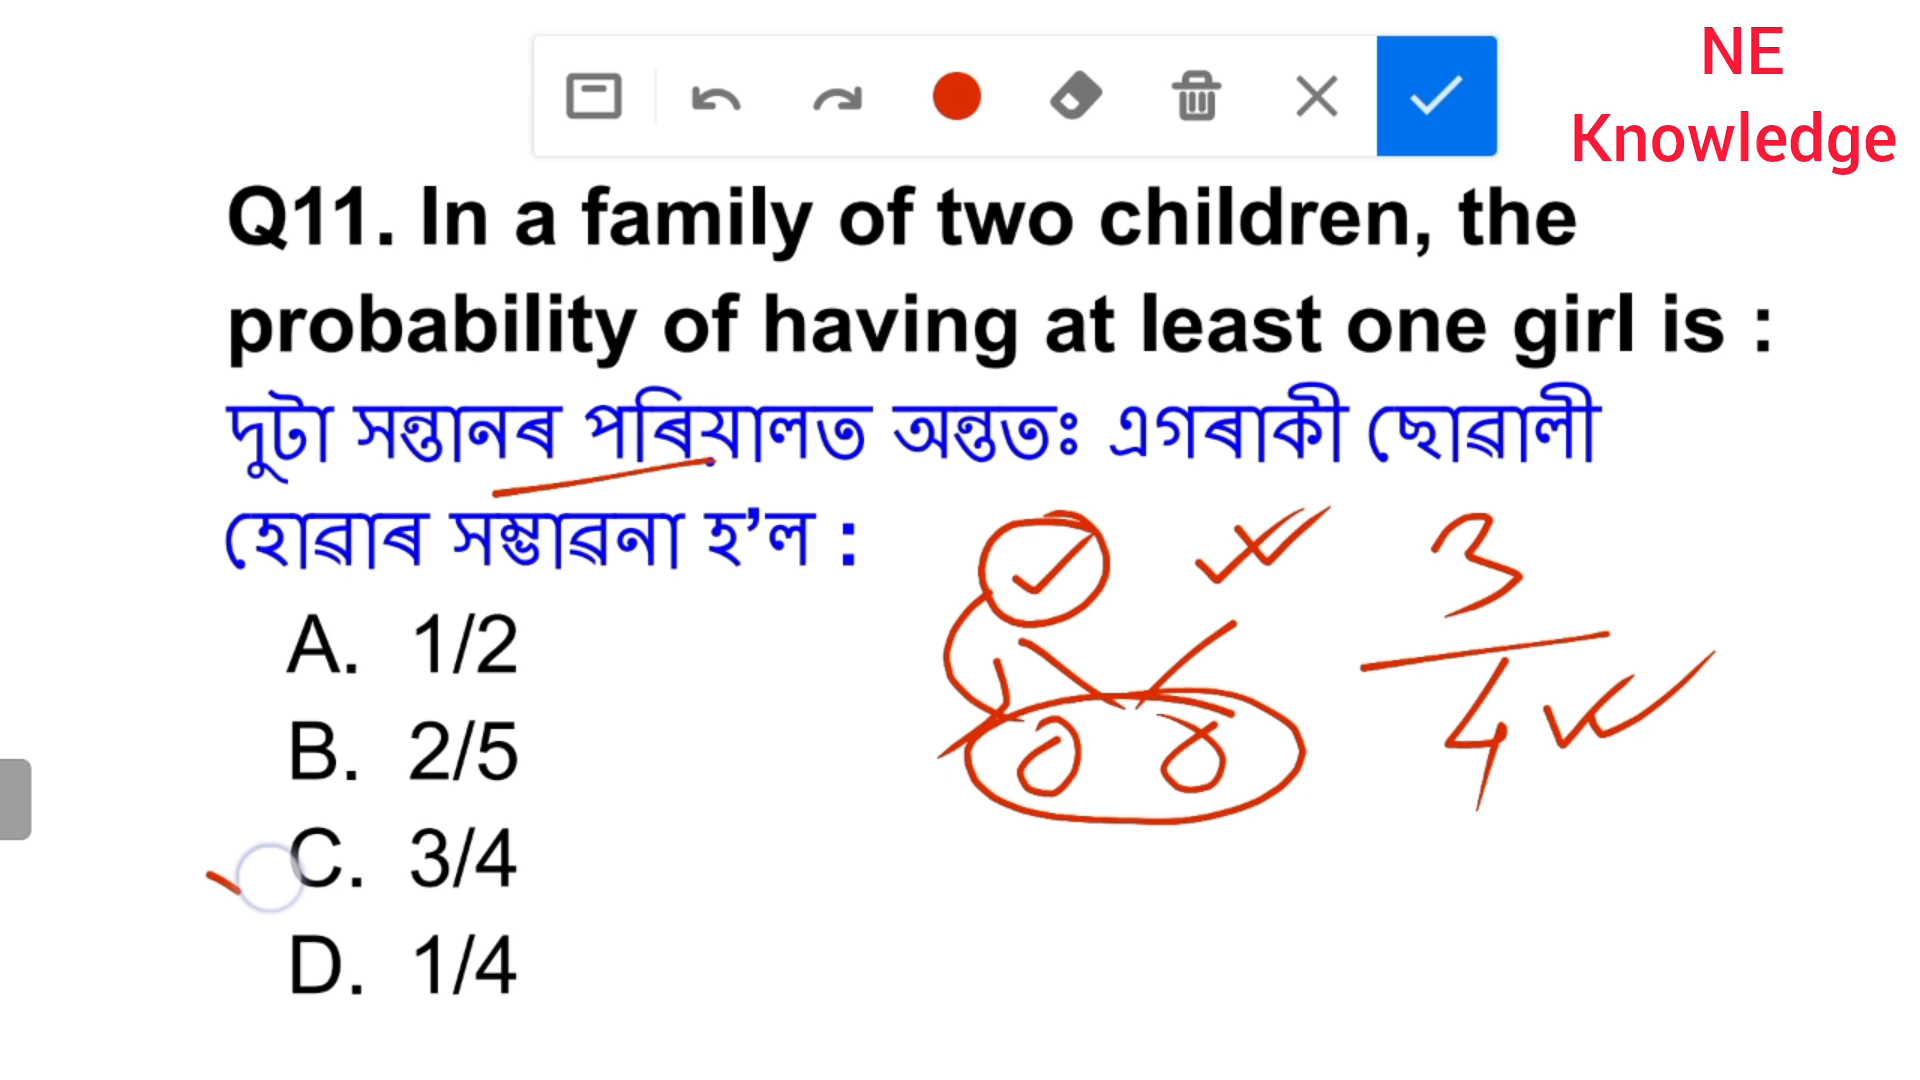 NE
Knowledge
Q11. In a family of two children, the
probability of having at least one girl is :
দুটা সন্তানৰ পৰিয়ালত অন্ততঃ এগৰাকী ছোৱালী
হোৱাৰ সম্ভাৱনা হ’ল :
3
4
A. 1/2
B. 2/5
C. 3/4
D. 1/4